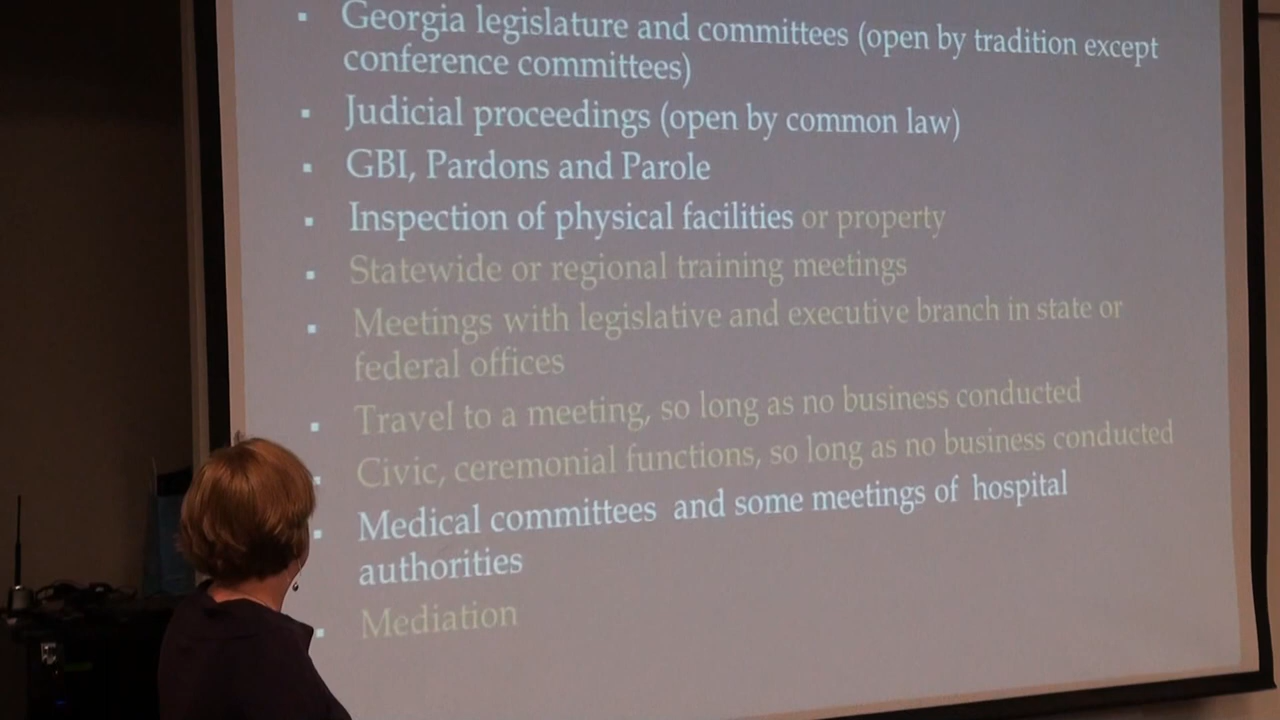 ▪ Georgia legislature and committees (open by tradition except
conference committees)
▪ Judicial proceedings (open by common law)
▪ GBI, Pardons and Parole
▪ Inspection of physical facilities or property
▪ Statewide or regional training meetings
▪ Meetings with legislative and executive branch in state or
federal offices
▪ Travel to a meeting, so long as no business conducted
▪ Civic, ceremonial functions, so long as no business conducted
▪ Medical committees and some meetings of hospital
authorities
▪ Mediation